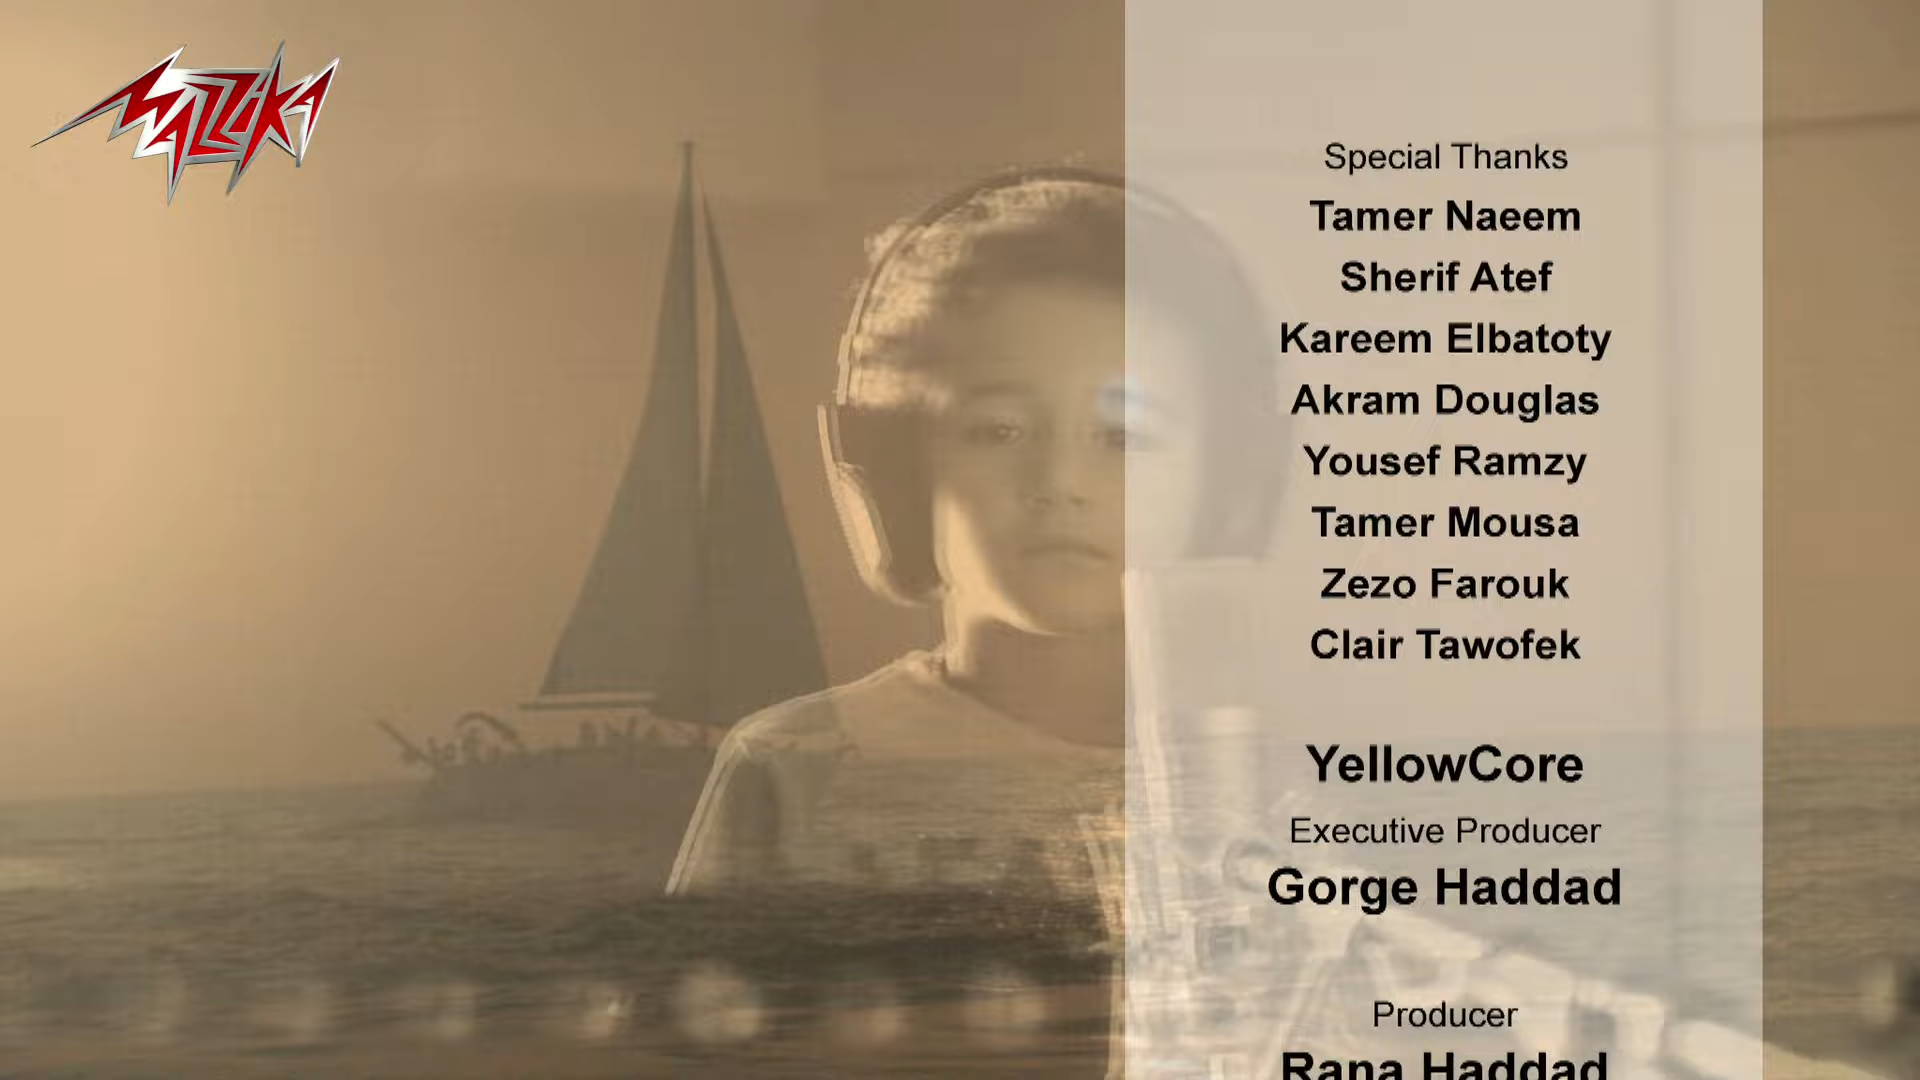 MAZZIKA
Special Thanks
Tamer Naeem
Sherif Atef
Kareem Elbatoty
Akram Douglas
Yousef Ramzy
Tamer Mousa
Zezo Farouk
Clair Tawofek
YellowCore
Executive Producer
Gorge Haddad
Producer
Rana Haddad